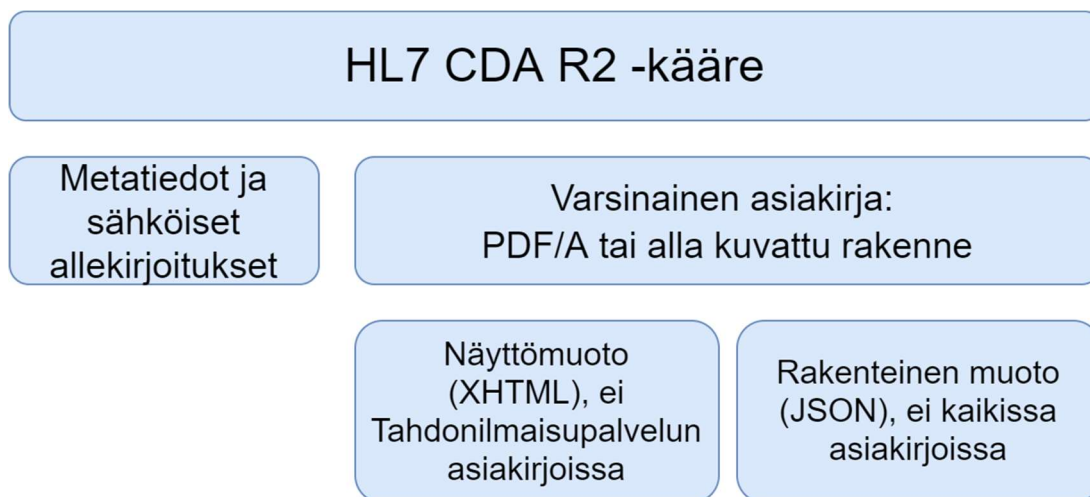 HL7 CDA R2 -kääre
Metatiedot ja
sähköiset
allekirjoitukset
Varsinainen asiakirja:
PDF/A tai alla kuvattu rakenne
Näyttömuoto
(XHTML), ei
Tahdonilmaisupalvelun
asiakirjoissa
Rakenteinen muoto
(JSON), ei kaikissa
asiakirjoissa